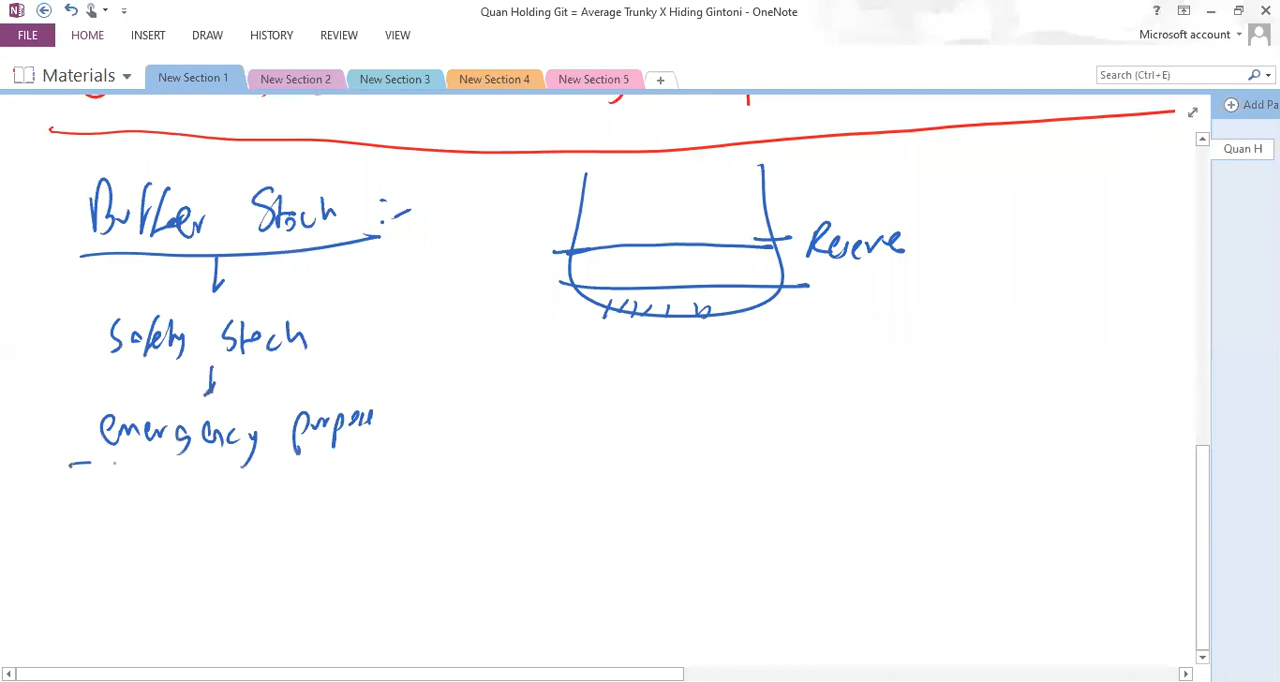 Quan Holding Git = Average Trunky X Hiding Gintoni - OneNote
FILE HOME INSERT DRAW HISTORY REVIEW VIEW
Microsoft account
Materials New Section 1 New Section 2 New Section 3 New Section 4 New Section 5
Search (Ctrl+E)
Add Pa
Quan H
Buffer Stock :-
Reserve
Safety Stock
emergency purpose